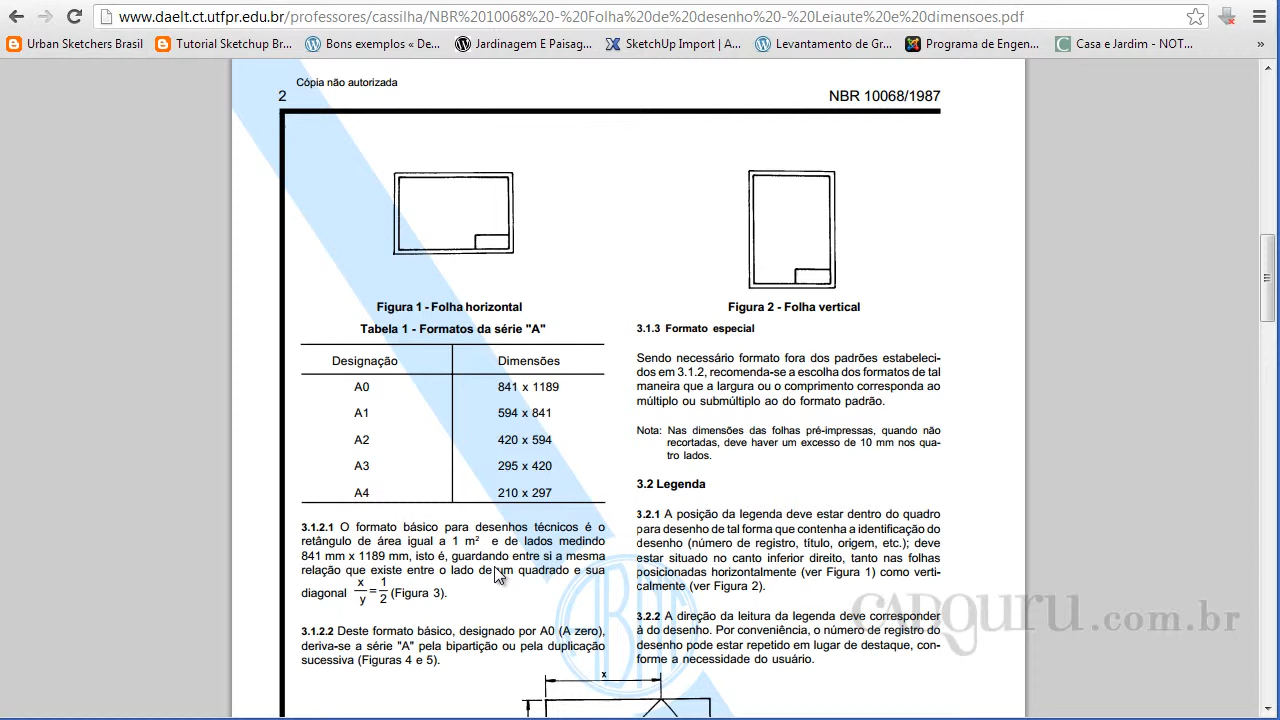 www.daelt.ct.utfpr.edu.br/professores/cassilha/NBR%2010068%20-%20Folha%20de%20desenho%20-%20Leiaute%20e%20dimensoes.pdf
Urban Sketchers Brasil
Tutorial Sketchup Br...
Bons exemplos « De...
Jardinagem E Paisag...
SketchUp Import | A...
Levantamento de Gr...
Programa de Engen...
Casa e Jardim - NOT...
»
Cópia não autorizada
2
NBR 10068/1987
Figura 1 - Folha horizontal
Tabela 1 - Formatos da série "A"
Designação Dimensões
A0 841 x 1189
A1 594 x 841
A2 420 x 594
A3 295 x 420
A4 210 x 297
3.1.2.1 O formato básico para desenhos técnicos é o
retângulo de área igual a 1 m² e de lados medindo
841 mm x 1189 mm, isto é, guardando entre si a mesma
relação que existe entre o lado de um quadrado e sua
diagonal x/y = 1/2 (Figura 3).
3.1.2.2 Deste formato básico, designado por A0 (A zero),
deriva-se a série "A" pela bipartição ou pela duplicação
sucessiva (Figuras 4 e 5).
Figura 2 - Folha vertical
3.1.3 Formato especial
Sendo necessário formato fora dos padrões estabeleci-
dos em 3.1.2, recomenda-se a escolha dos formatos de tal
maneira que a largura ou o comprimento corresponda ao
múltiplo ou submúltiplo ao do formato padrão.
Nota: Nas dimensões das folhas pré-impressas, quando não
recortadas, deve haver um excesso de 10 mm nos qua-
tro lados.
3.2 Legenda
3.2.1 A posição da legenda deve estar dentro do quadro
para desenho de tal forma que contenha a identificação do
desenho (número de registro, título, origem, etc.); deve
estar situado no canto inferior direito, tanto nas folhas
posicionadas horizontalmente (ver Figura 1) como verti-
calmente (ver Figura 2).
3.2.2 A direção da leitura da legenda deve corresponder
à do desenho. Por conveniência, o número de registro do
desenho pode estar repetido em lugar de destaque, con-
forme a necessidade do usuário.
x
ABNT
CADGURU.com.br